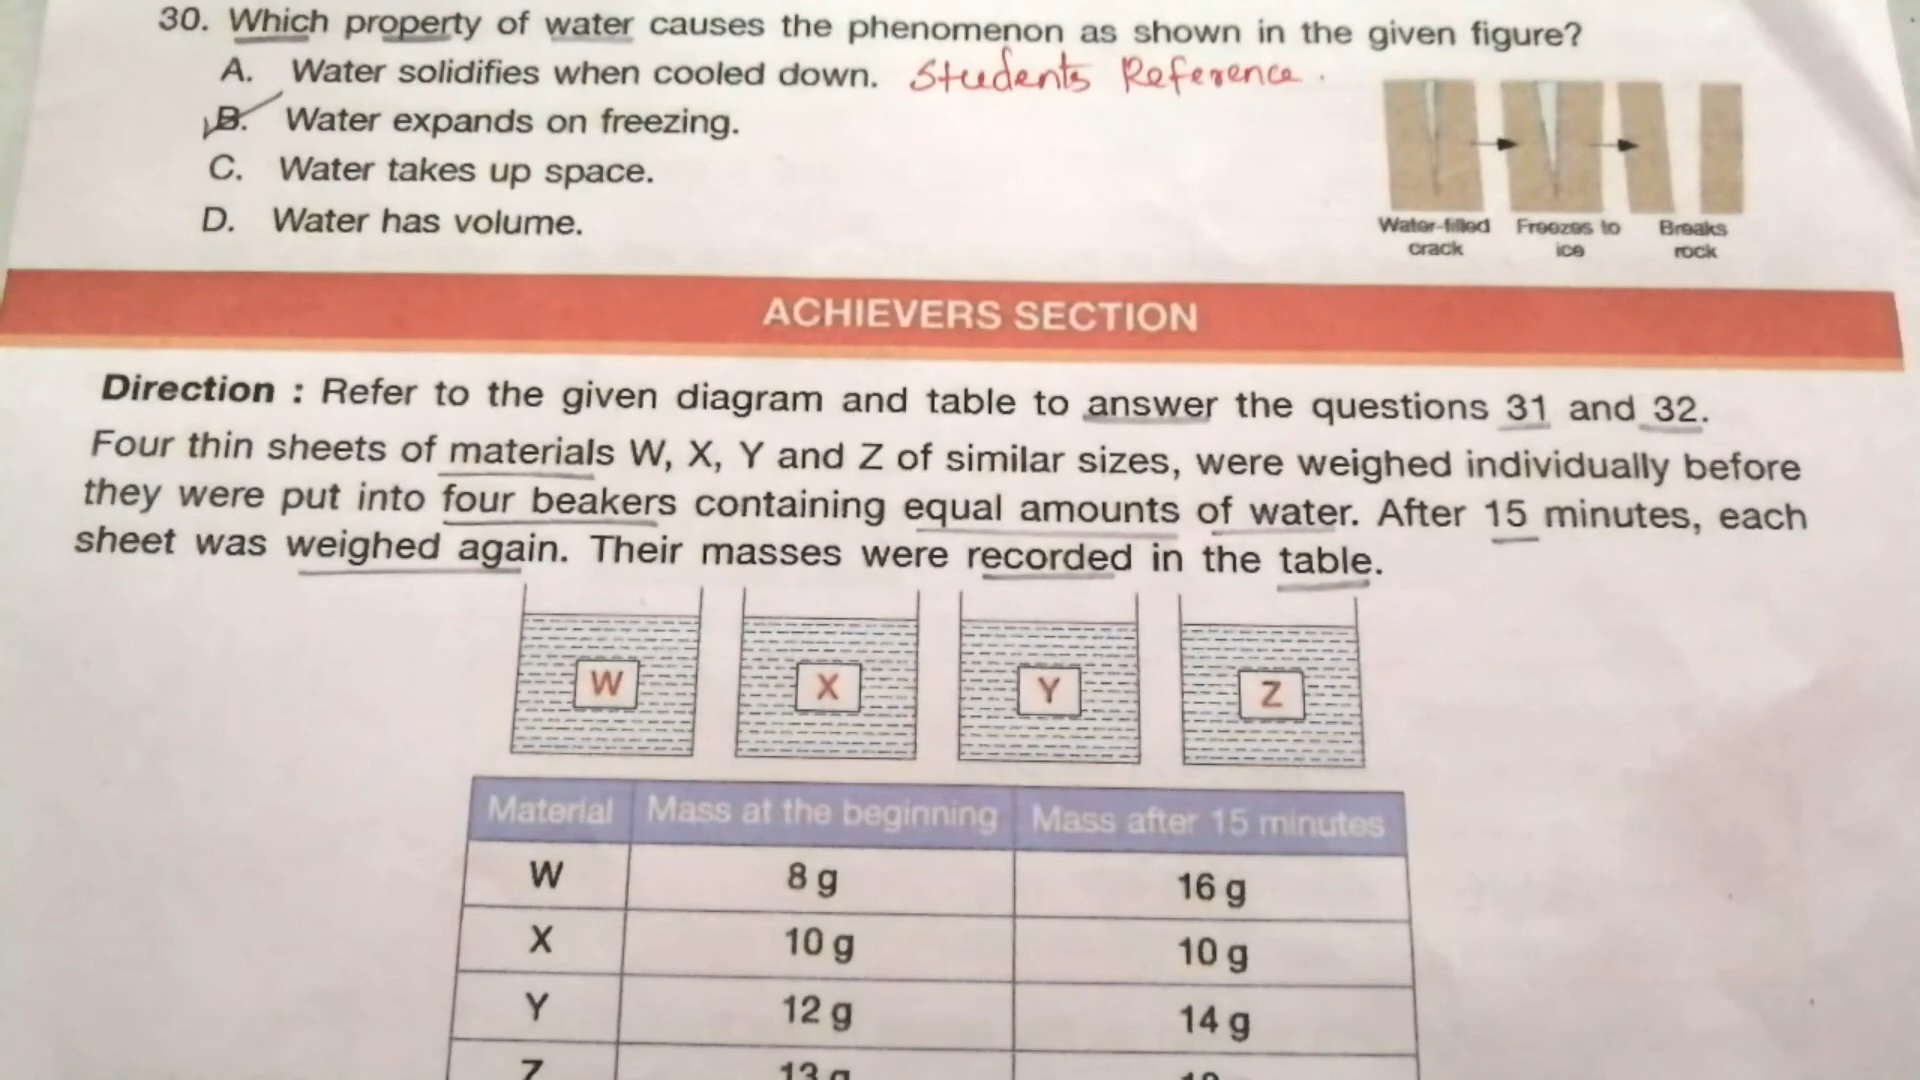 30. Which property of water causes the phenomenon as shown in the given figure?
A. Water solidifies when cooled down. Students Reference.
B. Water expands on freezing.
C. Water takes up space.
D. Water has volume.
Water-filled crack
Freezes to ice
Breaks rock
ACHIEVERS SECTION
Direction : Refer to the given diagram and table to answer the questions 31 and 32.
Four thin sheets of materials W, X, Y and Z of similar sizes, were weighed individually before
they were put into four beakers containing equal amounts of water. After 15 minutes, each
sheet was weighed again. Their masses were recorded in the table.
W X Y Z
Material Mass at the beginning Mass after 15 minutes
W 8 g 16 g
X 10 g 10 g
Y 12 g 14 g
Z 13 g